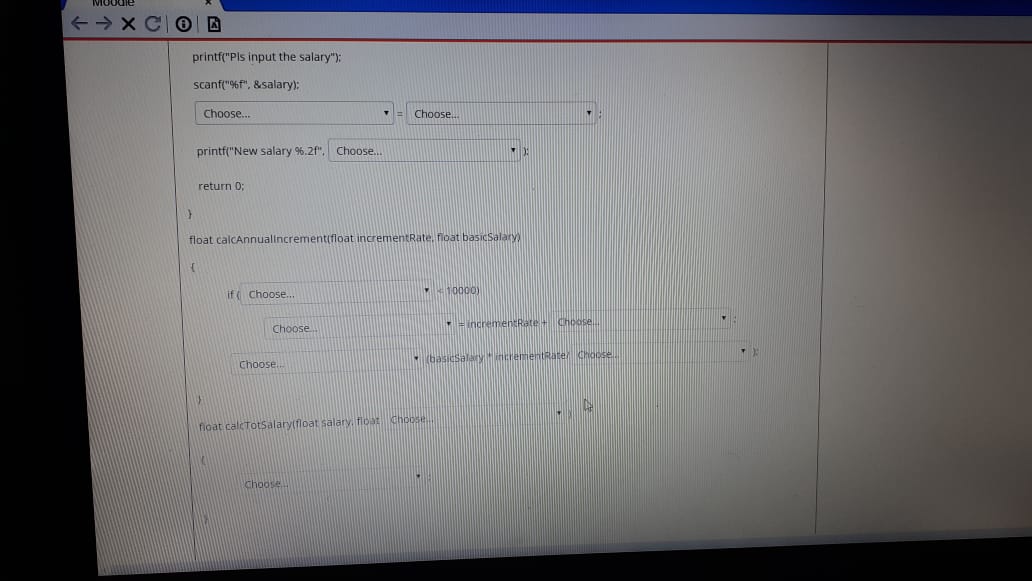 Moodle
printf("Pls input the salary");
scanf("%f", &salary);
Choose... = Choose... ;
printf("New salary %.2f", Choose... );
return 0;
}
float calcAnnualIncrement(float incrementRate, float basicSalary)
{
if ( Choose... < 10000)
Choose... = incrementRate + Choose... ;
Choose... (basicSalary * incrementRate/ Choose... );
}
float calcTotSalary(float salary, float Choose... )
{
Choose... ;
}